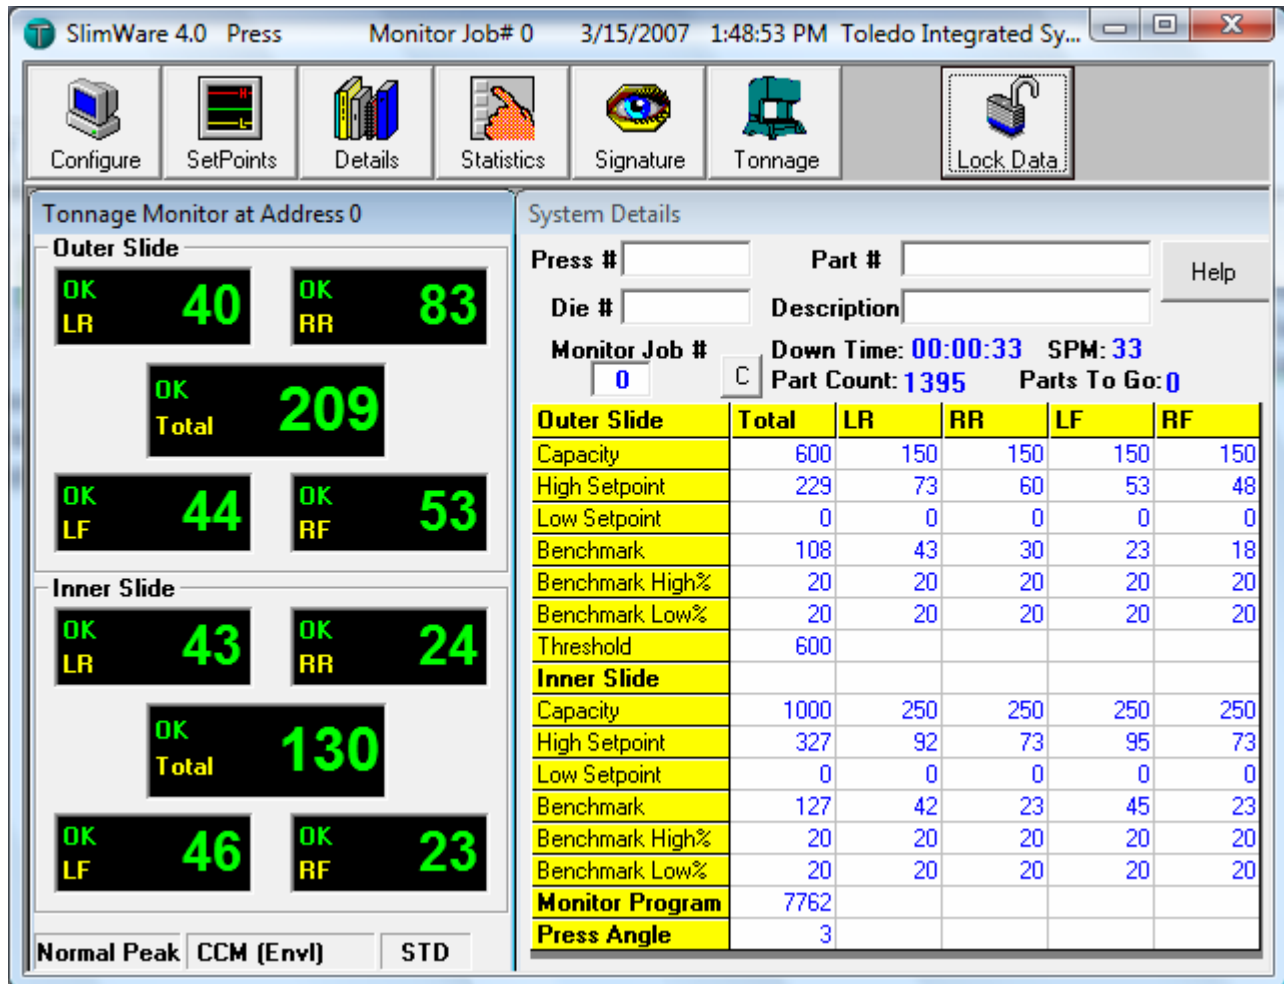 SlimWare 4.0 Press Monitor Job# 0 3/15/2007 1:48:53 PM Toledo Integrated Sy...
Configure SetPoints Details Statistics Signature Tonnage Lock Data
Tonnage Monitor at Address 0
Outer Slide
OK LR 40
OK RR 83
OK Total 209
OK LF 44
OK RF 53
Inner Slide
OK LR 43
OK RR 24
OK Total 130
OK LF 46
OK RF 23
Normal Peak CCM (Envl) STD
System Details
Press # Part # Help
Die # Description
Monitor Job # Down Time: 00:00:33 SPM: 33
0 C Part Count: 1395 Parts To Go: 0
Outer Slide Total LR RR LF RF
Capacity 600 150 150 150 150
High Setpoint 229 73 60 53 48
Low Setpoint 0 0 0 0 0
Benchmark 108 43 30 23 18
Benchmark High% 20 20 20 20 20
Benchmark Low% 20 20 20 20 20
Threshold 600
Inner Slide
Capacity 1000 250 250 250 250
High Setpoint 327 92 73 95 73
Low Setpoint 0 0 0 0 0
Benchmark 127 42 23 45 23
Benchmark High% 20 20 20 20 20
Benchmark Low% 20 20 20 20 20
Monitor Program 7762
Press Angle 3